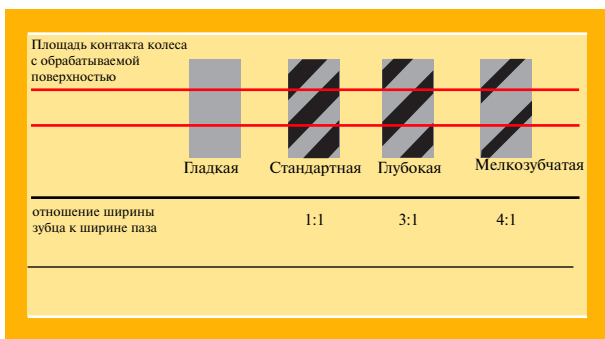 Площадь контакта колеса
с обрабатываемой
поверхностью
Гладкая Стандартная Глубокая Мелкозубчатая
отношение ширины
зубца к ширине паза
1:1 3:1 4:1